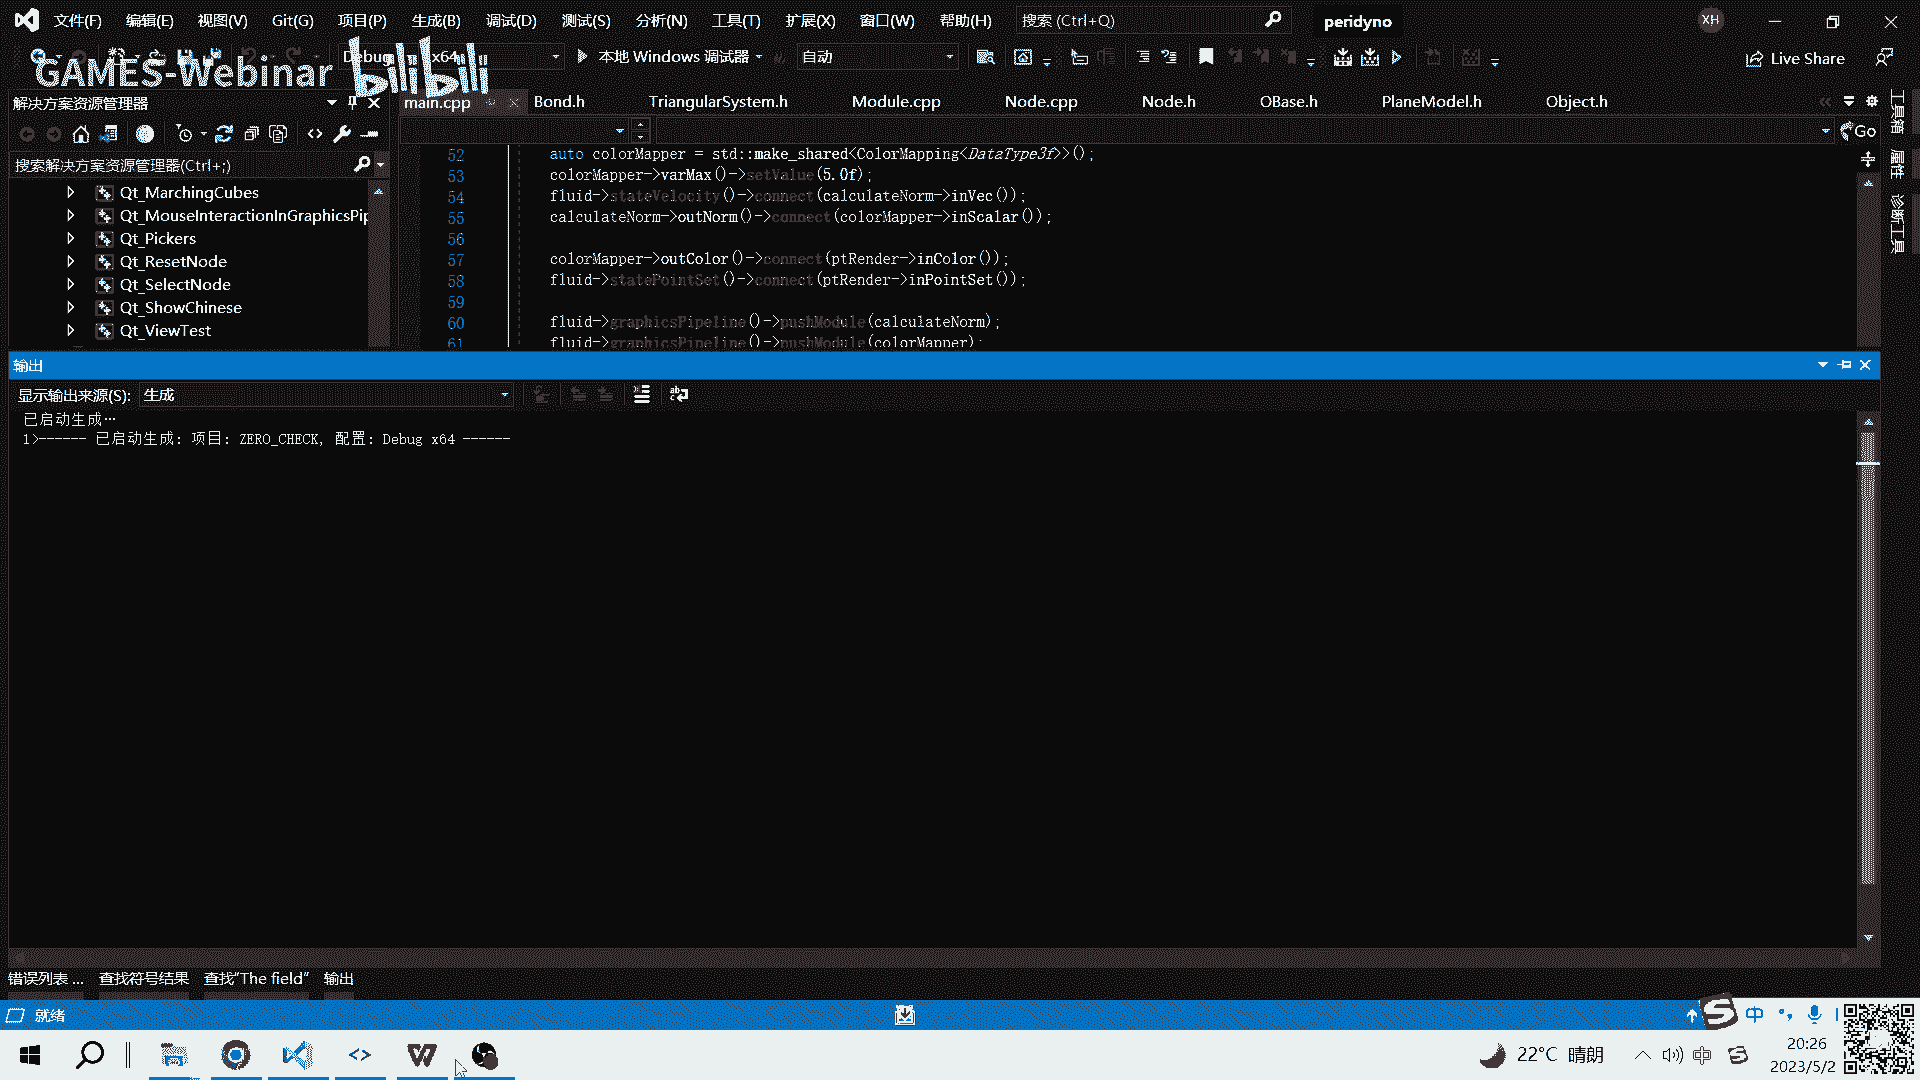 文件(F) 编辑(E) 视图(V) Git(G) 项目(P) 生成(B) 调试(D) 测试(S) 分析(N) 工具(T) 扩展(X) 窗口(W) 帮助(H) 搜索 (Ctrl+Q) peridyno XH
Debug x64 本地 Windows 调试器 自动 Live Share
GAMES-Webinar bilibili
解决方案资源管理器
main.cpp Bond.h TriangularSystem.h Module.cpp Node.cpp Node.h OBase.h PlaneModel.h Object.h
Go
工具箱
属性
诊断工具
搜索解决方案资源管理器(Ctrl+;)
Qt_MarchingCubes
Qt_MouseInteractionInGraphicsPip
Qt_Pickers
Qt_ResetNode
Qt_SelectNode
Qt_ShowChinese
Qt_ViewTest
52 auto colorMapper = std::make_shared<ColorMapping<DataType3f>>();
53 colorMapper->varMax()->setValue(5.0f);
54 fluid->stateVelocity()->connect(calculateNorm->inVec());
55 calculateNorm->outNorm()->connect(colorMapper->inScalar());
56
57 colorMapper->outColor()->connect(ptRender->inColor());
58 fluid->statePointSet()->connect(ptRender->inPointSet());
59
60 fluid->graphicsPipeline()->pushModule(calculateNorm);
61 fluid->graphicsPipeline()->pushModule(colorMapper);
输出
显示输出来源(S): 生成
已启动生成…
1>------ 已启动生成: 项目: ZERO_CHECK, 配置: Debug x64 ------
错误列表 ... 查找符号结果 查找"The field" 输出
就绪
中
22°C 晴朗 中
20:26
2023/5/2